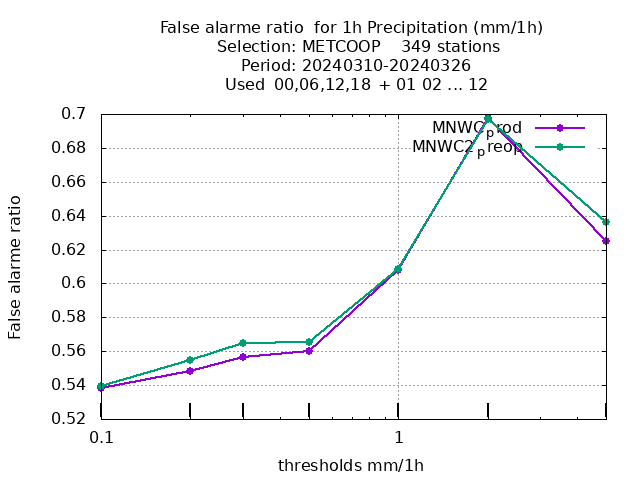 False alarme ratio for 1h Precipitation (mm/1h)
Selection: METCOOP 349 stations
Period: 20240310-20240326
Used 00,06,12,18 + 01 02 ... 12
MNWCprod
MNWC2preop
0.7
0.68
0.66
0.64
0.62
0.6
0.58
0.56
0.54
0.52
False alarme ratio
0.1
1
thresholds mm/1h